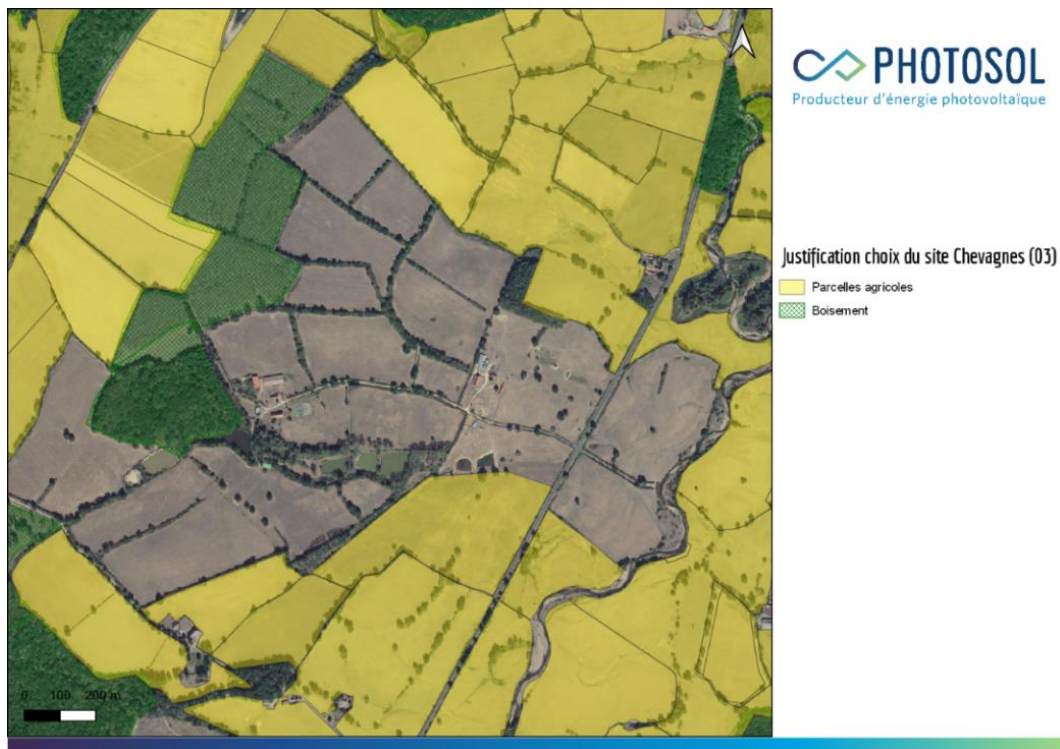 PHOTOSOL
Producteur d'énergie photovoltaïque
Justification choix du site Chevagnes (03)
Parcelles agricoles
Boisement
0 100 200 m